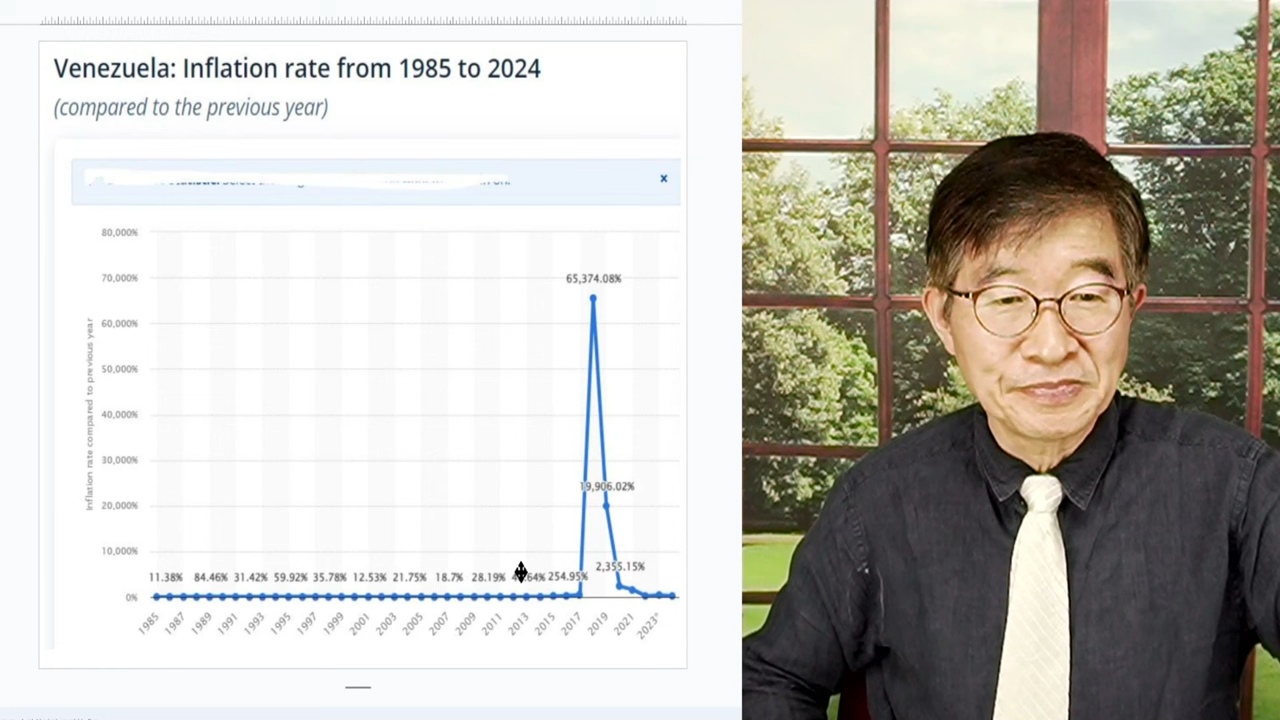 Venezuela: Inflation rate from 1985 to 2024
(compared to the previous year)
×
Inflation rate compared to previous year
80,000%
70,000%
60,000%
50,000%
40,000%
30,000%
20,000%
10,000%
0%
65,374.08%
19,906.02%
2,355.15%
11.38% 84.46% 31.42% 59.92% 35.78% 12.53% 21.75% 18.7% 28.19% 254.95%
1985 1987 1989 1991 1993 1995 1997 1999 2001 2003 2005 2007 2009 2011 2013 2015 2017 2019 2021 2023*